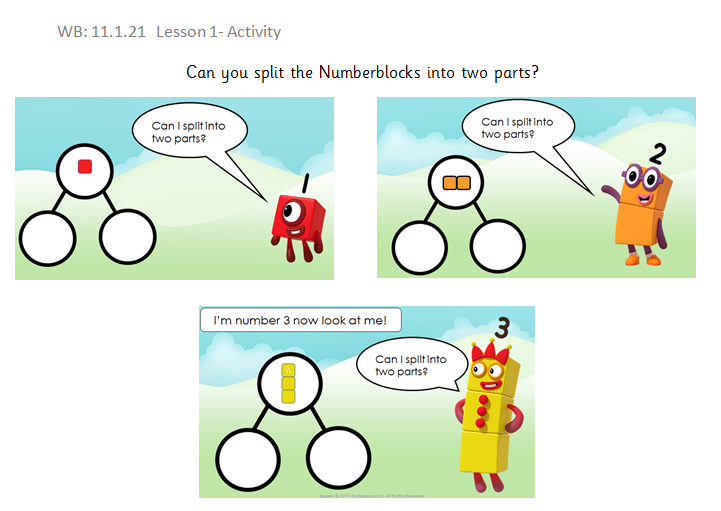 WB: 11.1.21 Lesson 1- Activity
Can you split the Numberblocks into two parts?
Can I split into
two parts?
1
Can I split into
two parts?
2
I'm number 3 now look at me!
3
Can I split into
two parts?